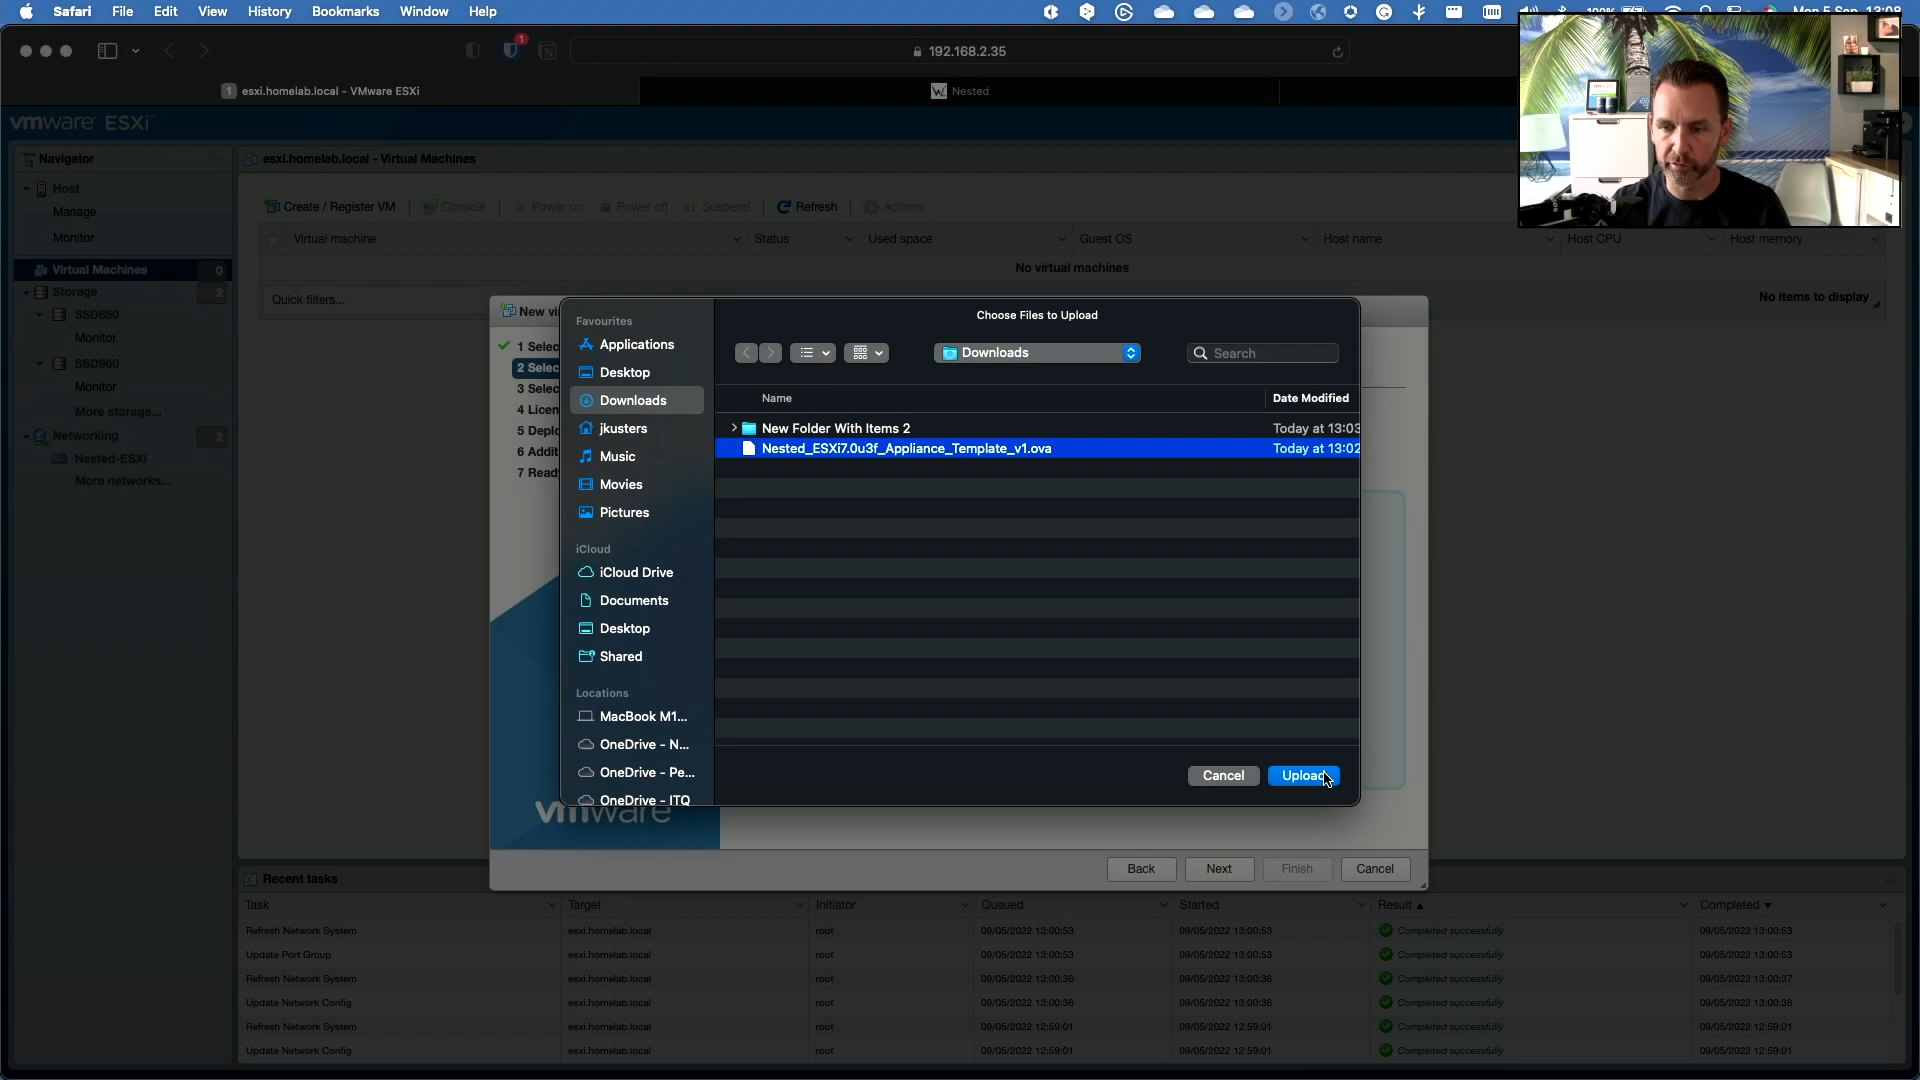 Safari File Edit View History Bookmarks Window Help
Mon 5 Sep 13:08
192.168.2.35
1 esxi.homelab.local - VMware ESXi
Nested
vmware ESXi
Navigator
esxi.homelab.local - Virtual Machines
Host
Manage
Monitor
Virtual Machines 0
Storage 2
SSD850
Monitor
SSD960
Monitor
More storage...
Networking 2
Nested-ESXi
More networks...
Create / Register VM Console Power on Power off Suspend Refresh Actions
Virtual machine Status Used space Guest OS Host name Host CPU Host memory
No virtual machines
Quick filters...
No items to display
New vi
1 Selec
2 Selec
3 Selec
4 Licen
5 Deplo
6 Addit
7 Ready
Favourites
Applications
Desktop
Downloads
jkusters
Music
Movies
Pictures
iCloud
iCloud Drive
Documents
Desktop
Shared
Locations
MacBook M1...
OneDrive - N...
OneDrive - Pe...
OneDrive - ITQ
Choose Files to Upload
Downloads
Search
Name Date Modified
New Folder With Items 2 Today at 13:03
Nested_ESXi7.0u3f_Appliance_Template_v1.ova Today at 13:02
Cancel Upload
vmware
Back Next Finish Cancel
Recent tasks
Task Target Initiator Queued Started Result Completed
Refresh Network System esxi.homelab.local root 09/05/2022 13:00:53 09/05/2022 13:00:53 Completed successfully 09/05/2022 13:00:53
Update Port Group esxi.homelab.local root 09/05/2022 13:00:53 09/05/2022 13:00:53 Completed successfully 09/05/2022 13:00:53
Refresh Network System esxi.homelab.local root 09/05/2022 13:00:36 09/05/2022 13:00:36 Completed successfully 09/05/2022 13:00:37
Update Network Config esxi.homelab.local root 09/05/2022 13:00:36 09/05/2022 13:00:36 Completed successfully 09/05/2022 13:00:36
Refresh Network System esxi.homelab.local root 09/05/2022 12:59:01 09/05/2022 12:59:01 Completed successfully 09/05/2022 12:59:01
Update Network Config esxi.homelab.local root 09/05/2022 12:59:01 09/05/2022 12:59:01 Completed successfully 09/05/2022 12:59:01